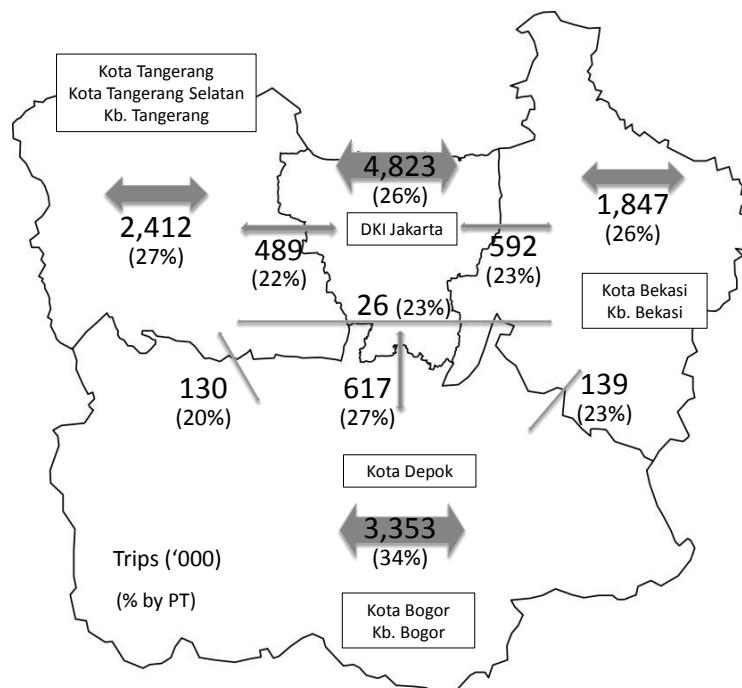 Kota Tangerang
Kota Tangerang Selatan
Kb. Tangerang
4,823
(26%)
DKI Jakarta
2,412
(27%)
489
(22%)
592
(23%)
1,847
(26%)
Kota Bekasi
Kb. Bekasi
26 (23%)
130
(20%)
617
(27%)
139
(23%)
Kota Depok
3,353
(34%)
Trips (‘000)
(% by PT)
Kota Bogor
Kb. Bogor